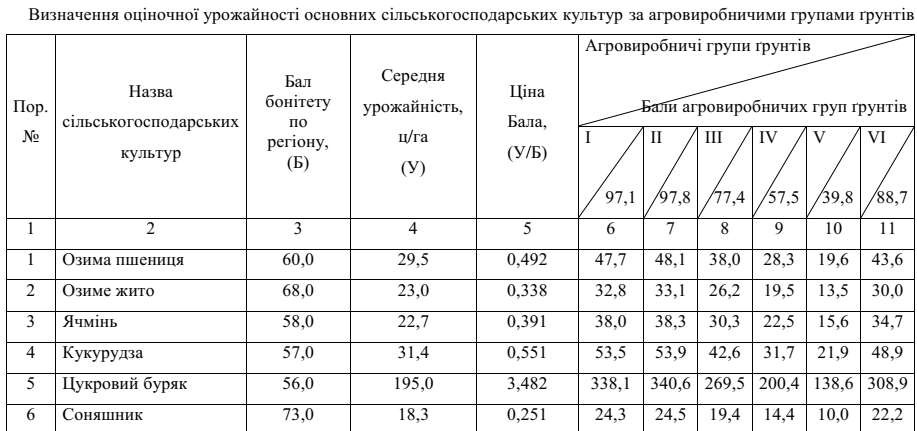 Визначення оціночної урожайності основних сільськогосподарських культур за агровиробничими групами ґрунтів
Пор. № Назва сільськогосподарських культур Бал бонітету по регіону, (Б) Середня урожайність, ц/га (У) Ціна Бала, (У/Б) Агровиробничі групи ґрунтів
Бали агровиробничих груп ґрунтів
I II III IV V VI
97,1 97,8 77,4 57,5 39,8 88,7
1 2 3 4 5 6 7 8 9 10 11
1 Озима пшениця 60,0 29,5 0,492 47,7 48,1 38,0 28,3 19,6 43,6
2 Озиме жито 68,0 23,0 0,338 32,8 33,1 26,2 19,5 13,5 30,0
3 Ячмінь 58,0 22,7 0,391 38,0 38,3 30,3 22,5 15,6 34,7
4 Кукурудза 57,0 31,4 0,551 53,5 53,9 42,6 31,7 21,9 48,9
5 Цукровий буряк 56,0 195,0 3,482 338,1 340,6 269,5 200,4 138,6 308,9
6 Соняшник 73,0 18,3 0,251 24,3 24,5 19,4 14,4 10,0 22,2